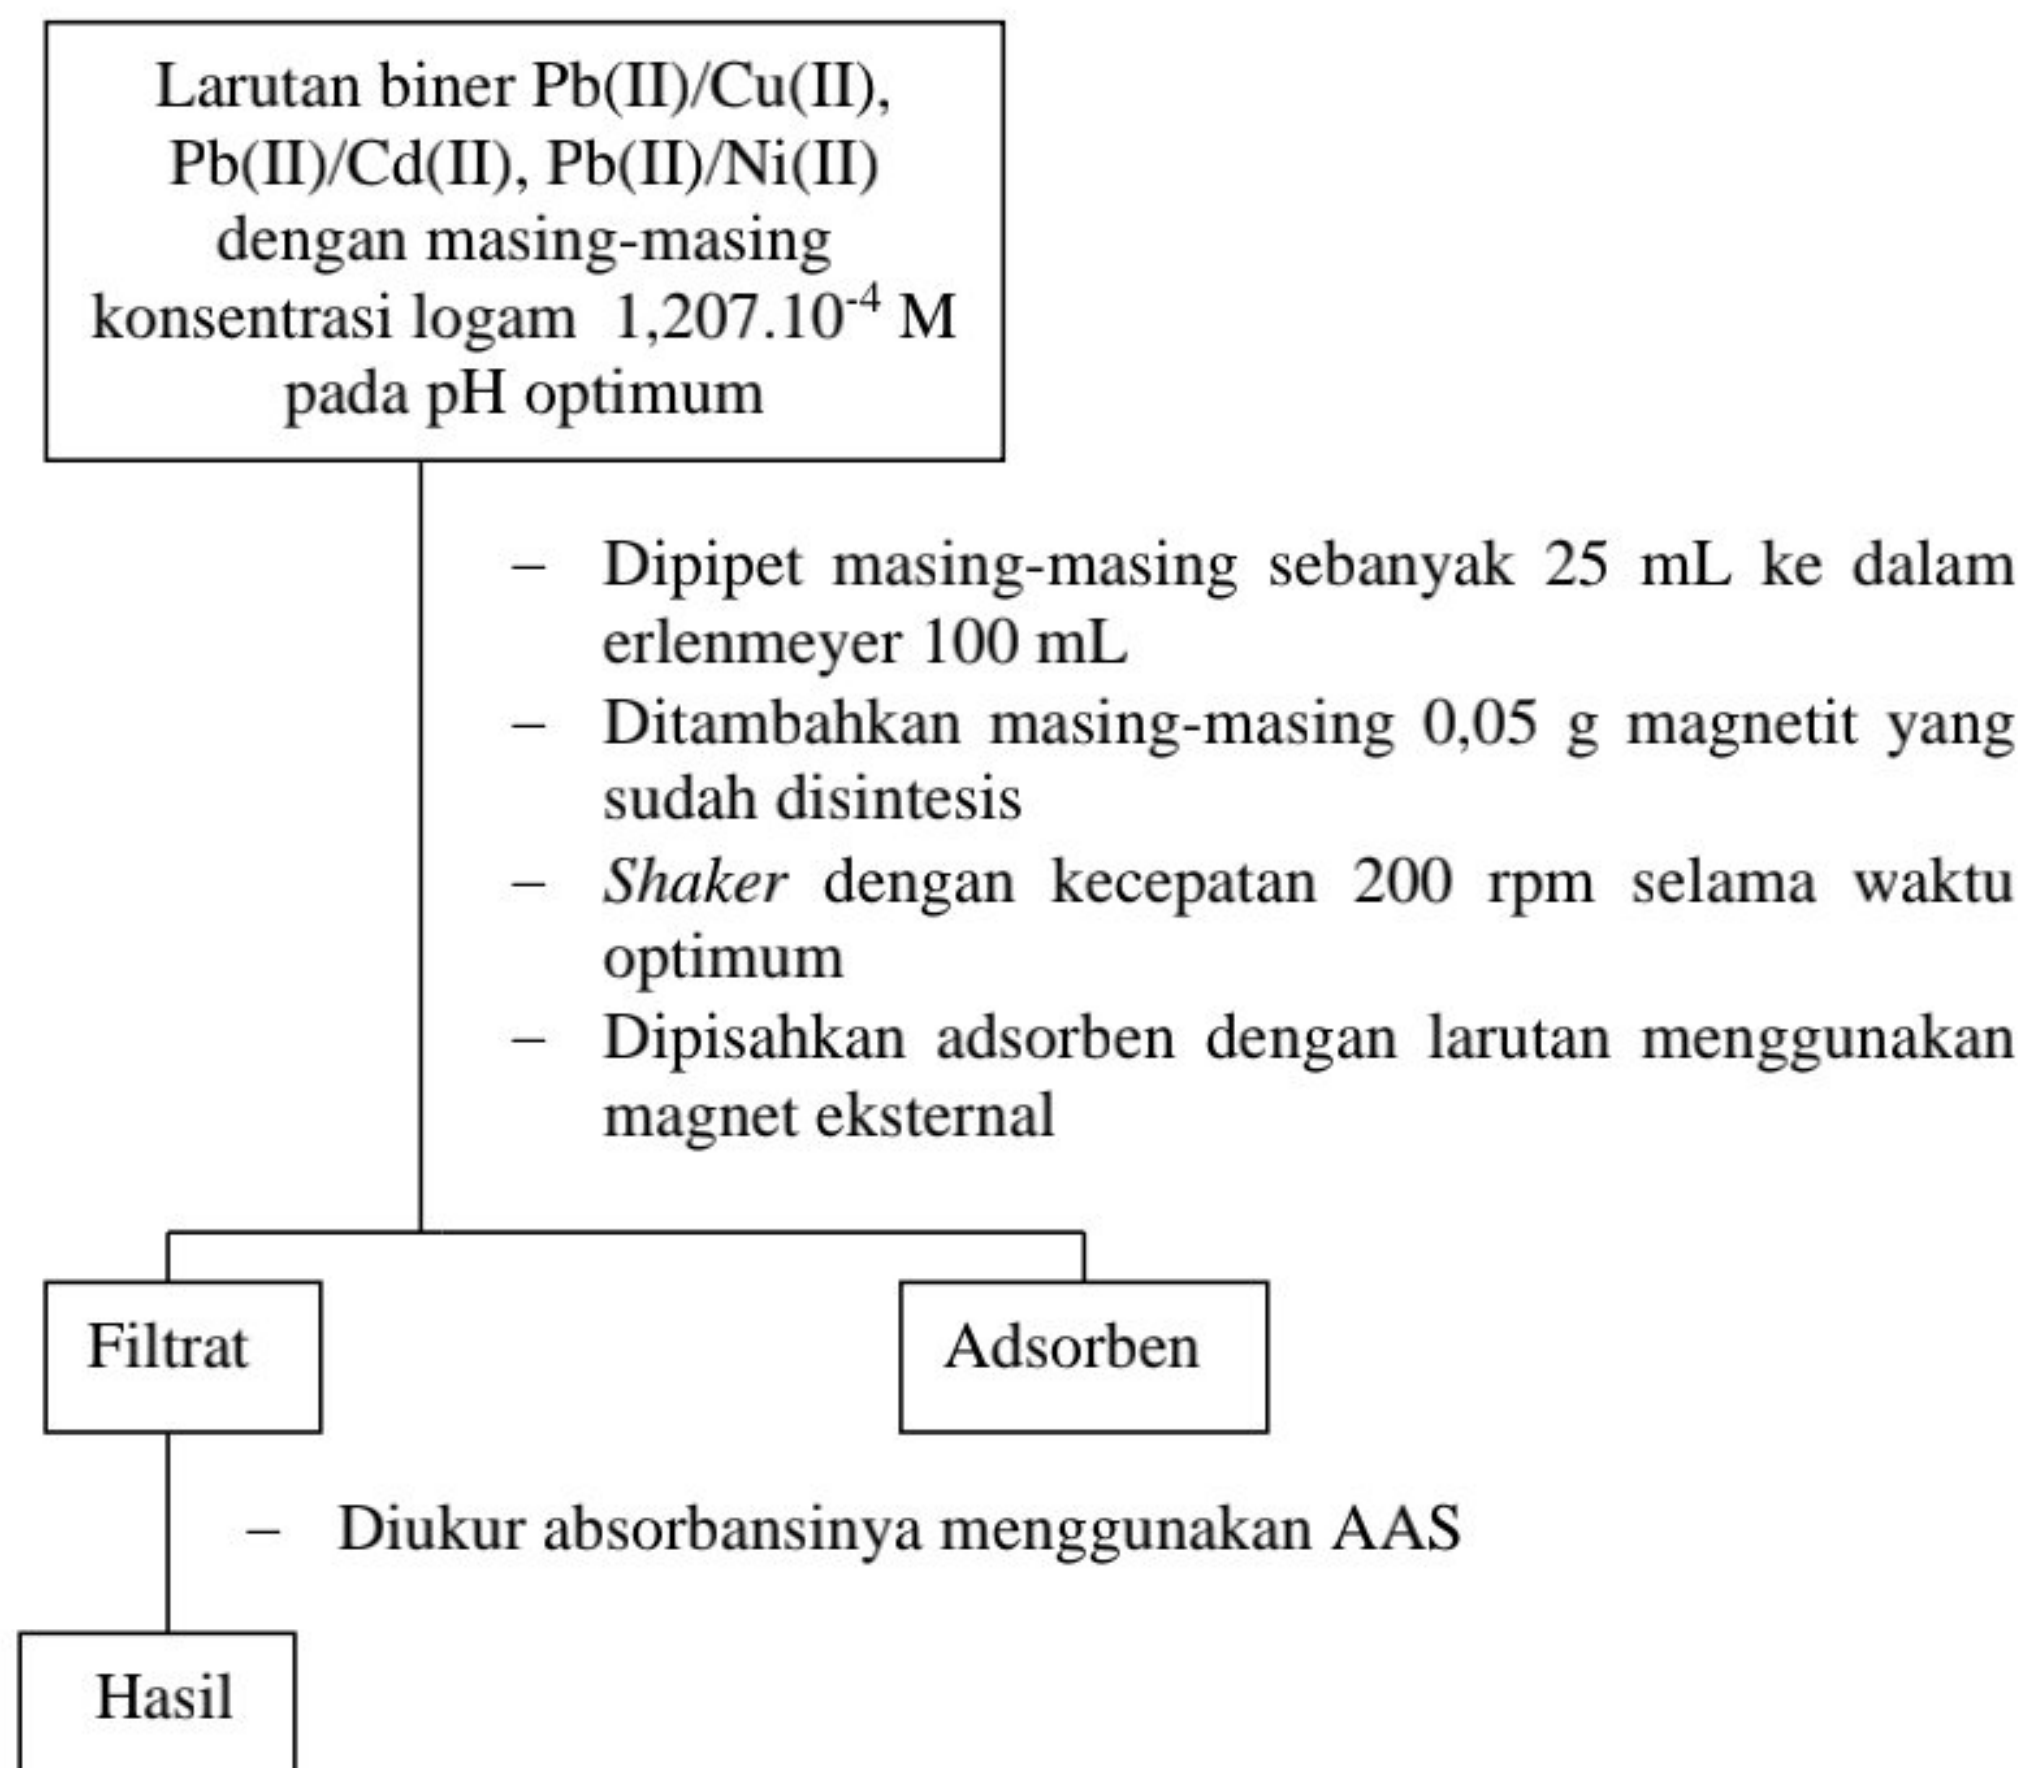 Larutan biner Pb(II)/Cu(II),
Pb(II)/Cd(II), Pb(II)/Ni(II)
dengan masing-masing
konsentrasi logam 1,207.10⁻⁴ M
pada pH optimum
– Dipipet masing-masing sebanyak 25 mL ke dalam
erlenmeyer 100 mL
– Ditambahkan masing-masing 0,05 g magnetit yang
sudah disintesis
– Shaker dengan kecepatan 200 rpm selama waktu
optimum
– Dipisahkan adsorben dengan larutan menggunakan
magnet eksternal
Filtrat
Adsorben
– Diukur absorbansinya menggunakan AAS
Hasil